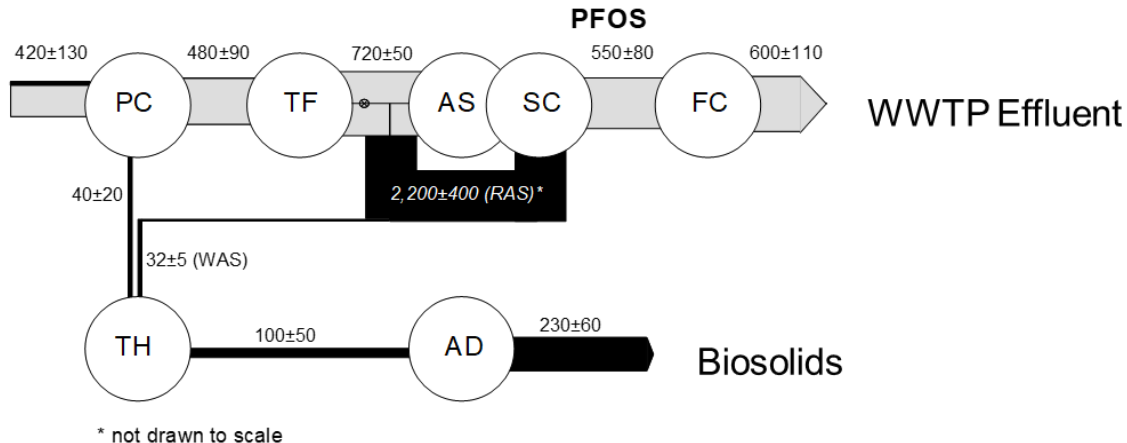 PFOS
420±130
480±90
720±50
550±80
600±110
PC
TF
AS
SC
FC
WWTP Effluent
2,200±400 (RAS)*
40±20
32±5 (WAS)
TH
100±50
AD
230±60
Biosolids
* not drawn to scale